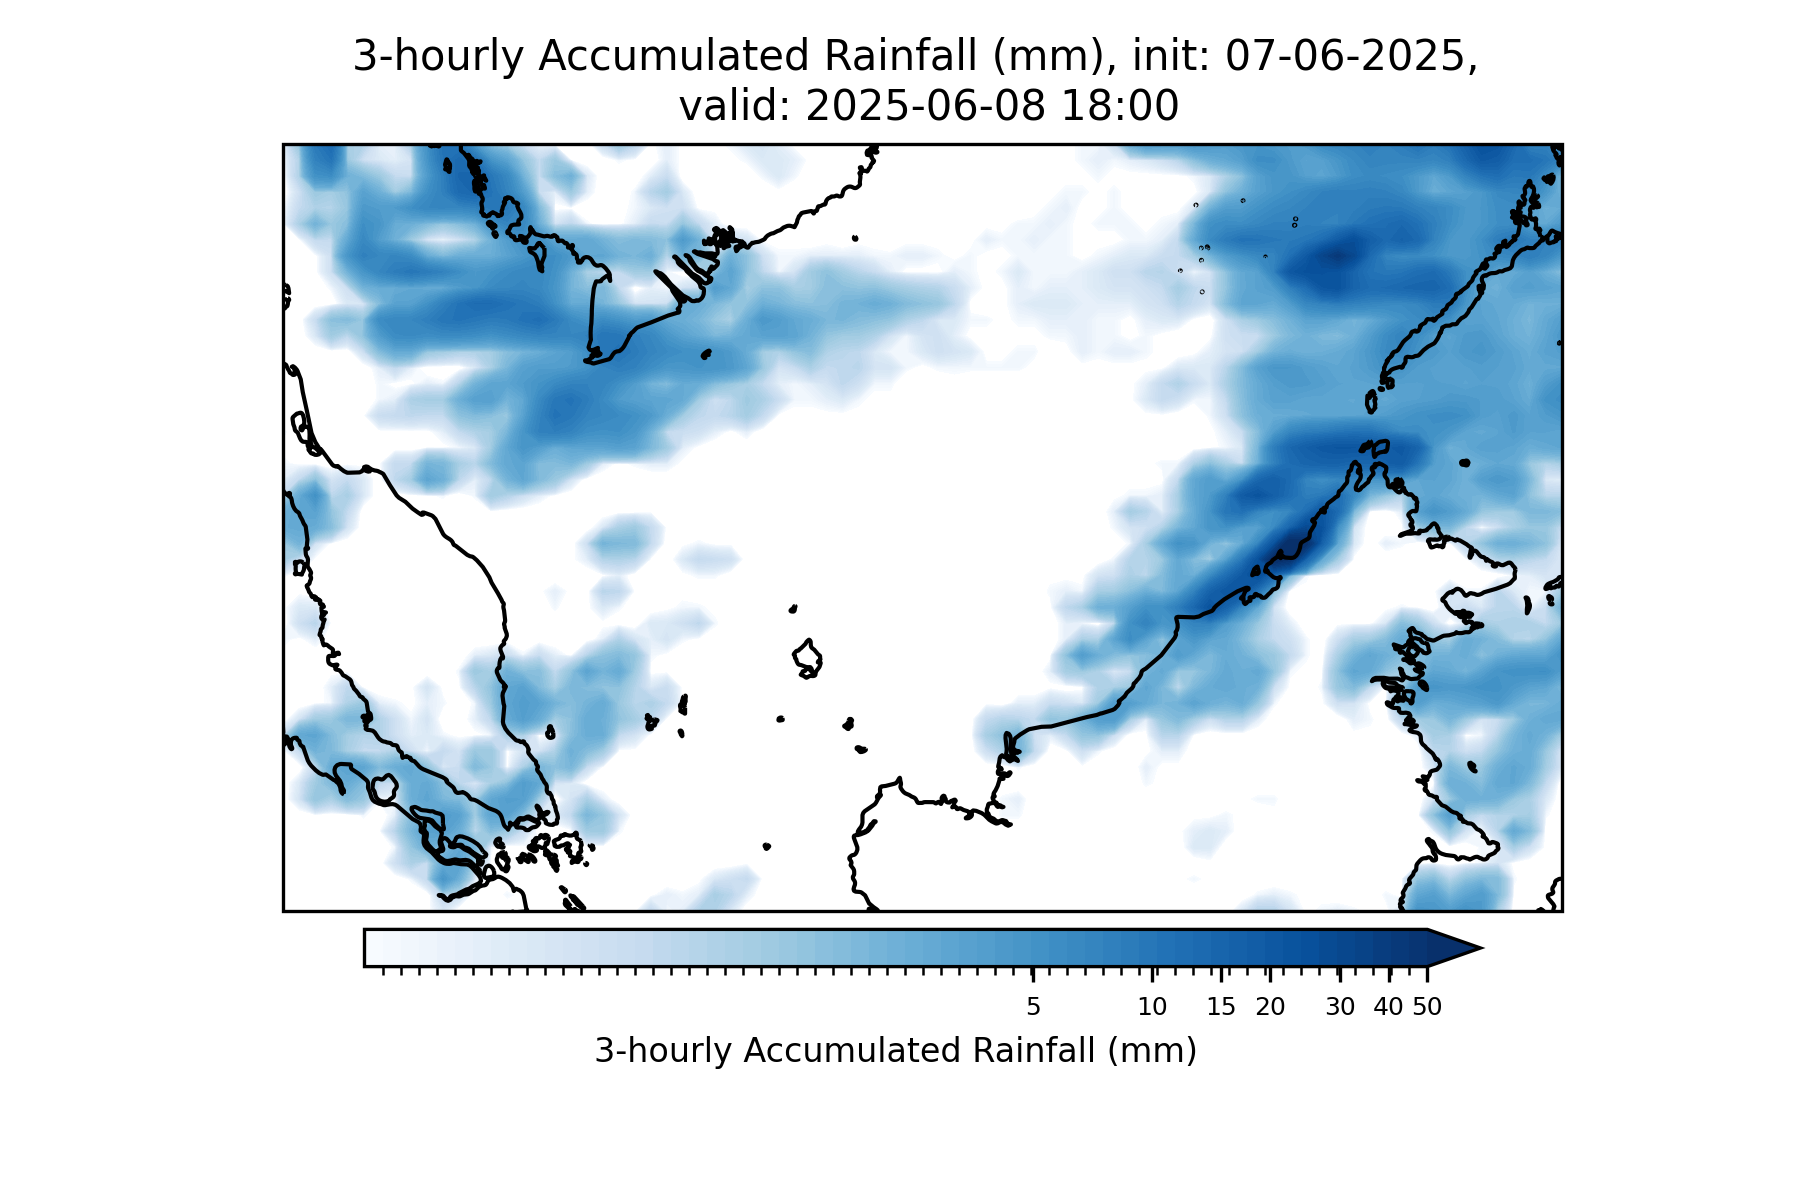 3-hourly Accumulated Rainfall (mm), init: 07-06-2025,
valid: 2025-06-08 18:00
5 10 15 20 30 40 50
3-hourly Accumulated Rainfall (mm)